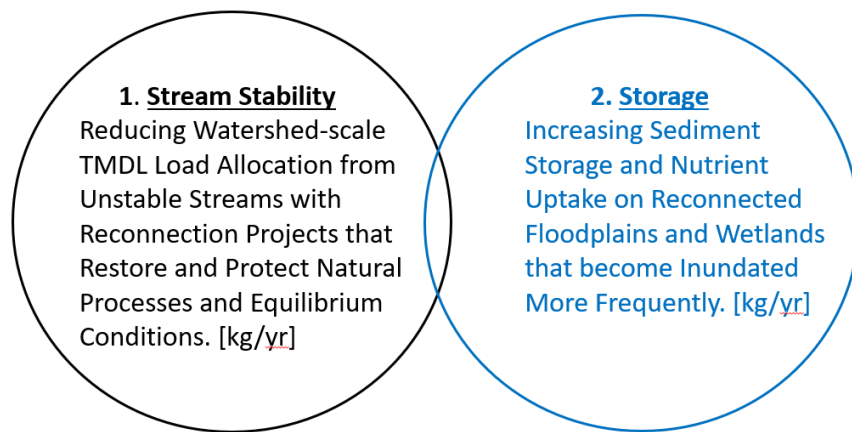 1. Stream Stability
Reducing Watershed-scale
TMDL Load Allocation from
Unstable Streams with
Reconnection Projects that
Restore and Protect Natural
Processes and Equilibrium
Conditions. [kg/yr]
2. Storage
Increasing Sediment
Storage and Nutrient
Uptake on Reconnected
Floodplains and Wetlands
that become Inundated
More Frequently. [kg/yr]